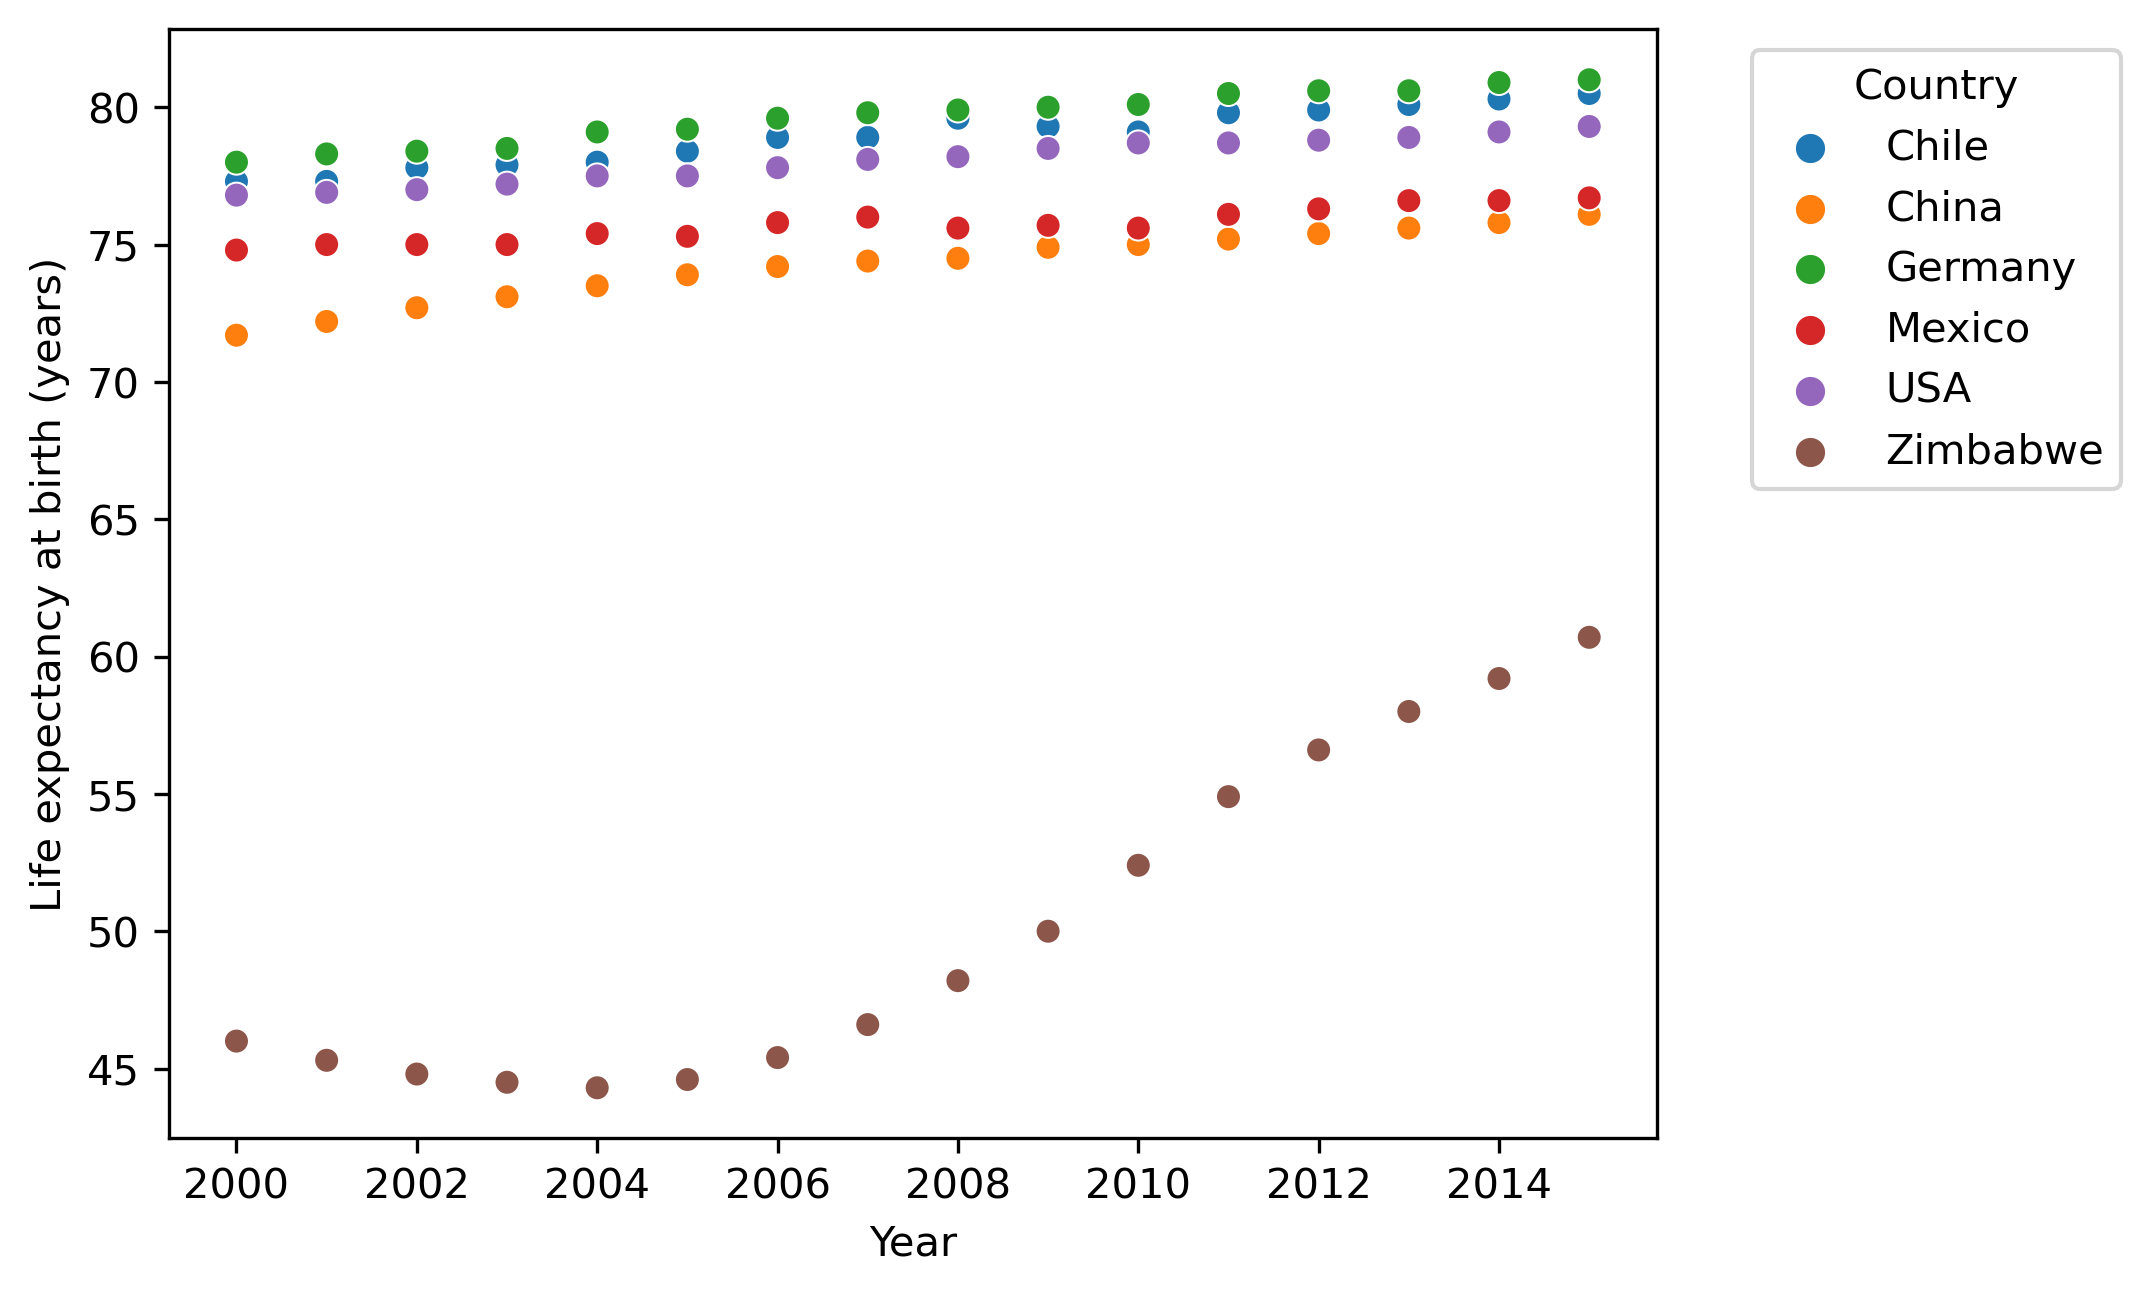 Country
Chile
China
Germany
Mexico
USA
Zimbabwe
Life expectancy at birth (years)
80
75
70
65
60
55
50
45
2000 2002 2004 2006 2008 2010 2012 2014
Year